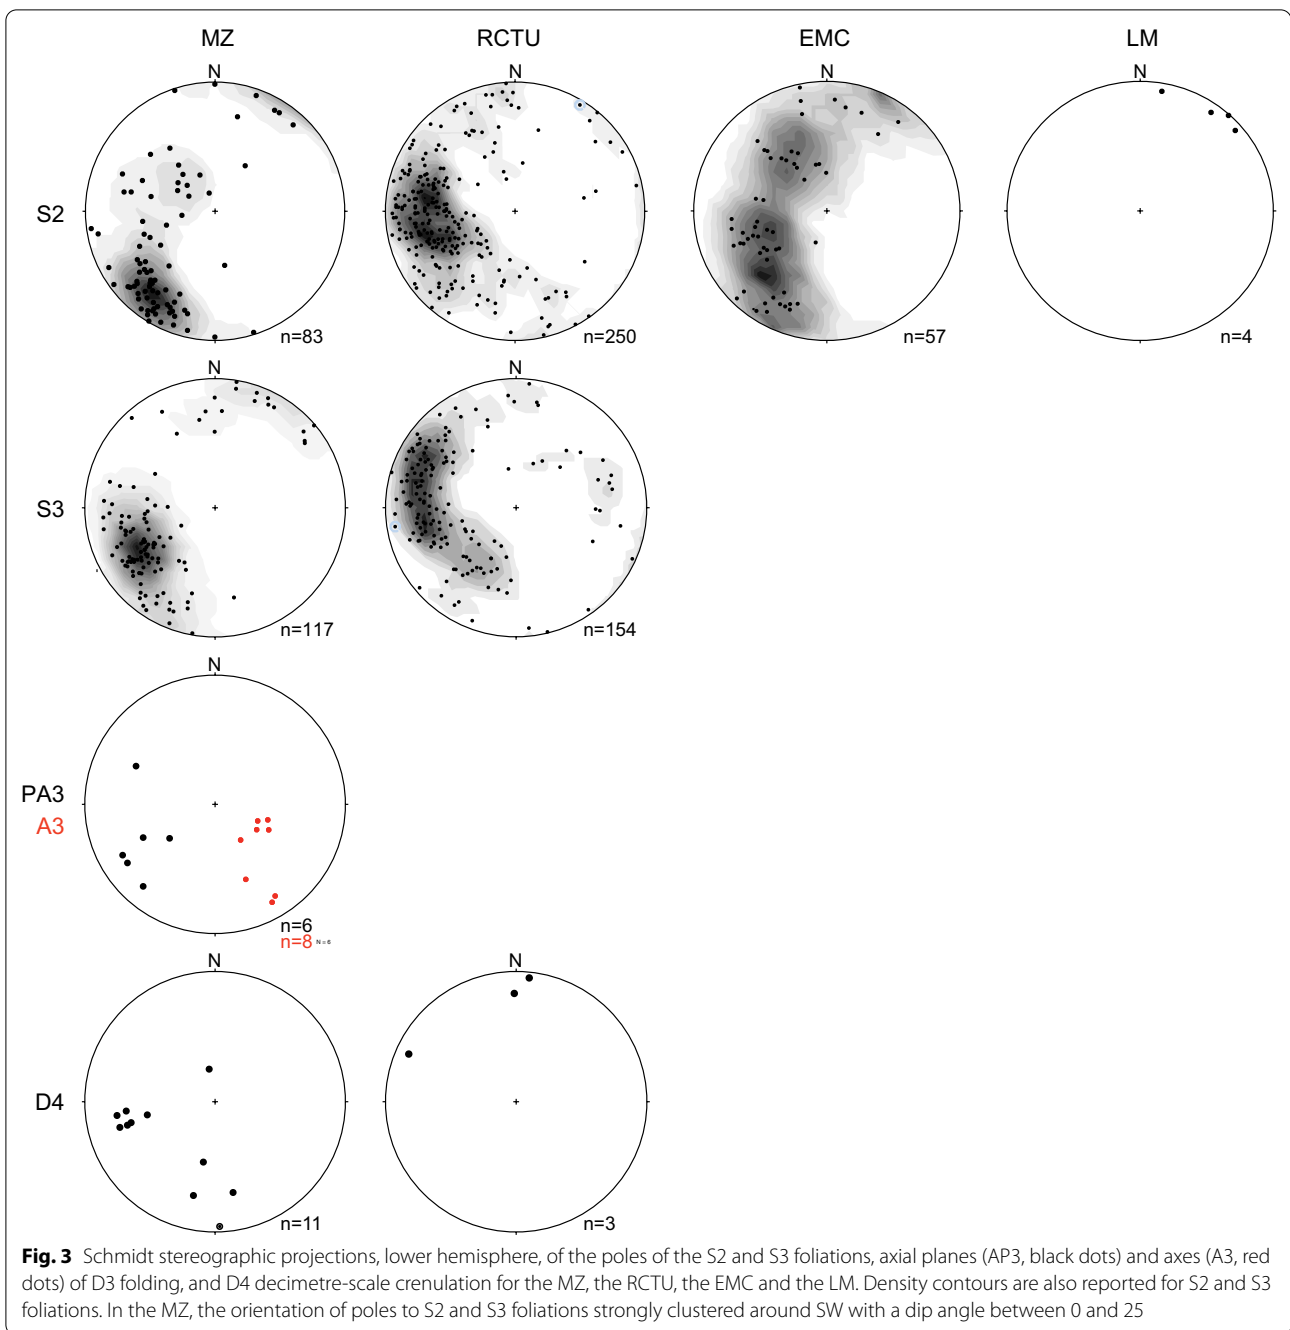 MZ RCTU EMC LM
N N N N
S2
n=83 n=250 n=57 n=4
N N
S3
n=117 n=154
N
PA3
A3
n=6
n=8 N = 6
N N
D4
n=11 n=3
Fig. 3 Schmidt stereographic projections, lower hemisphere, of the poles of the S2 and S3 foliations, axial planes (AP3, black dots) and axes (A3, red
dots) of D3 folding, and D4 decimetre-scale crenulation for the MZ, the RCTU, the EMC and the LM. Density contours are also reported for S2 and S3
foliations. In the MZ, the orientation of poles to S2 and S3 foliations strongly clustered around SW with a dip angle between 0 and 25